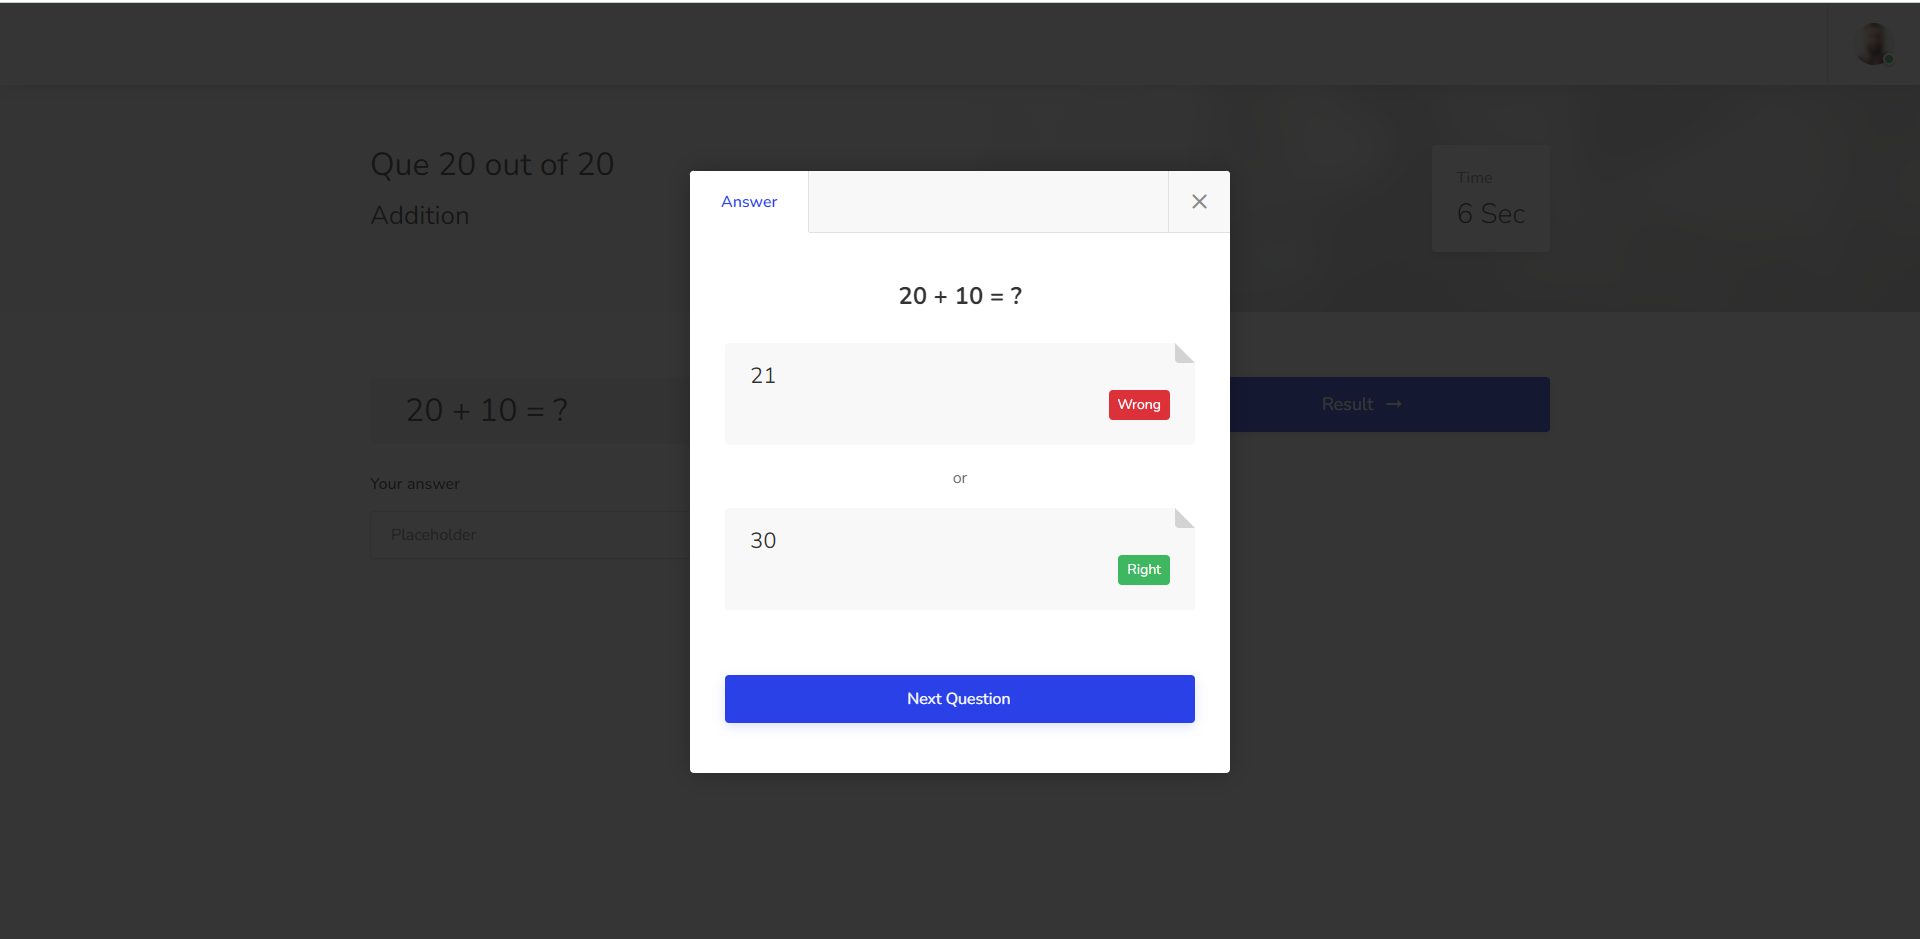 Que 20 out of 20
Addition
Time
6 Sec
20 + 10 = ?
Your answer
Placeholder
Result →
Answer
20 + 10 = ?
21
Wrong
or
30
Right
Next Question